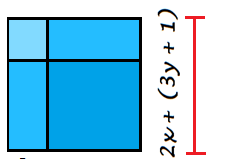 2x + (3y + 1)